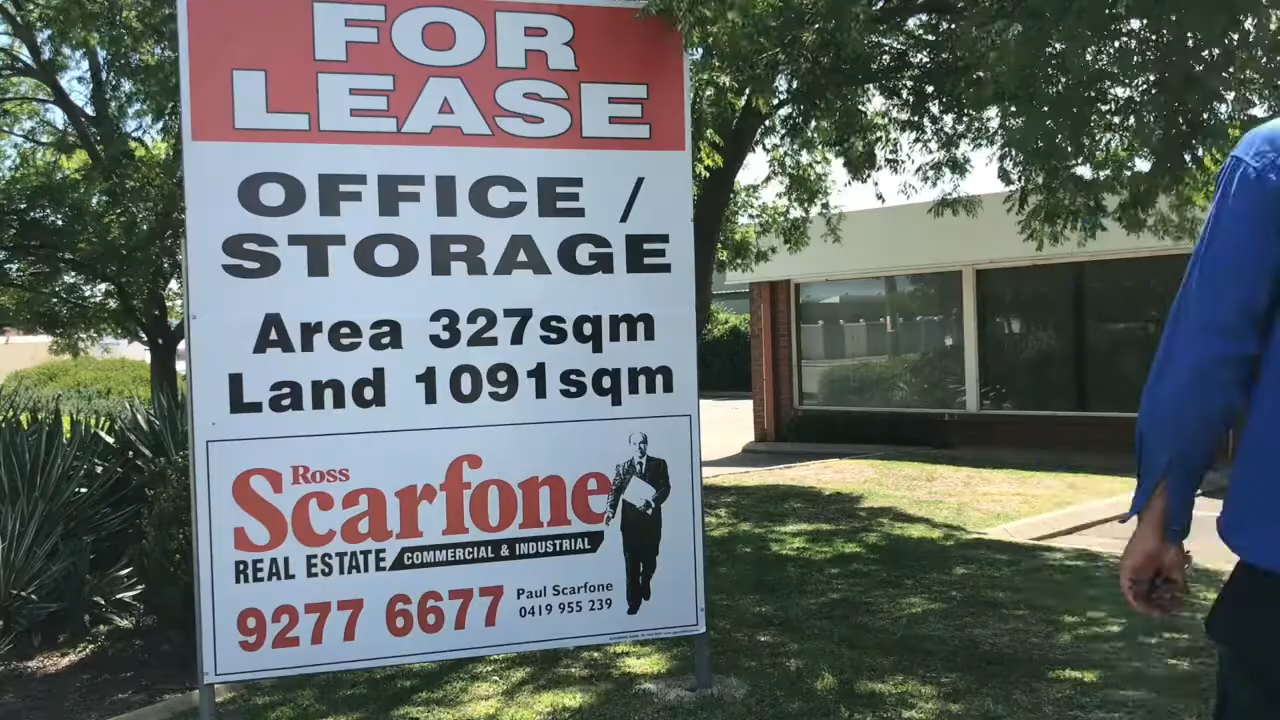 FOR
LEASE
OFFICE /
STORAGE
Area 327sqm
Land 1091sqm
Ross
Scarfone
REAL ESTATE COMMERCIAL & INDUSTRIAL
9277 6677
Paul Scarfone
0419 955 239